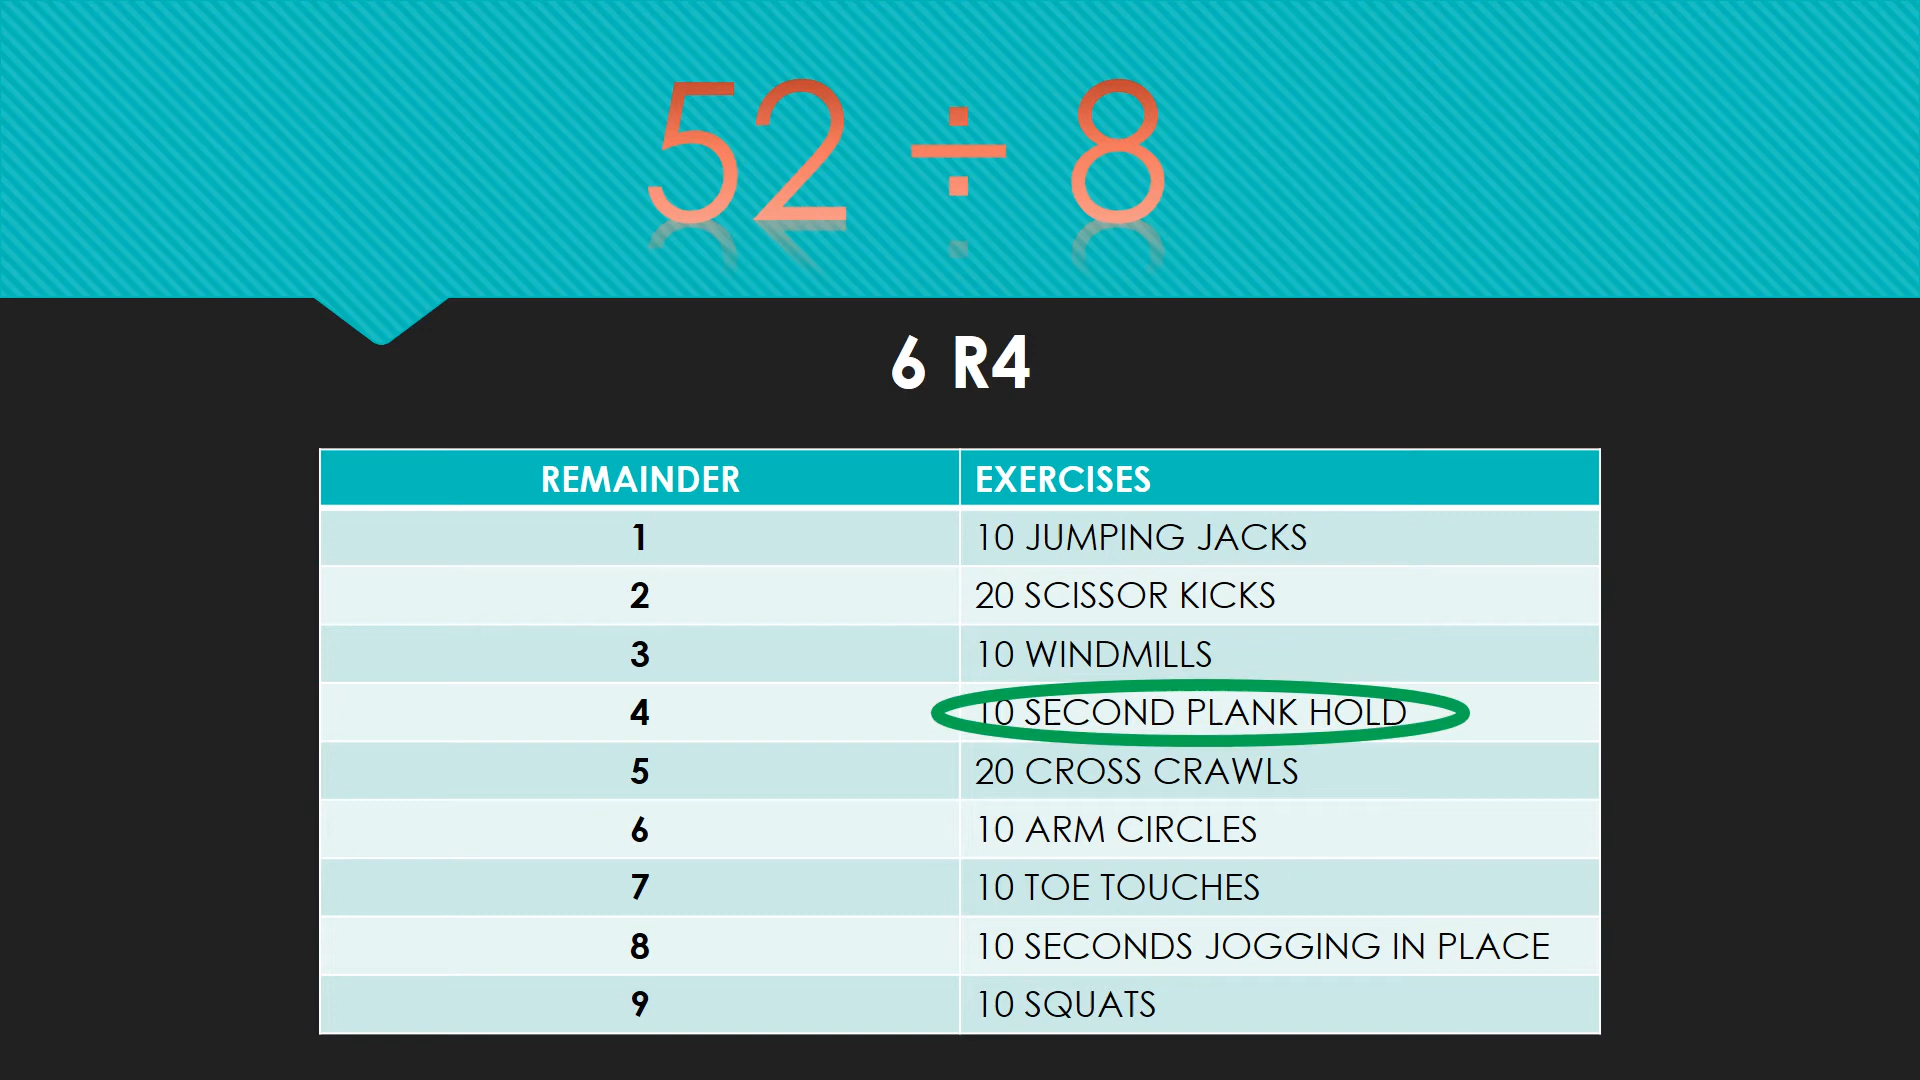 52 ÷ 8
6 R4
REMAINDER EXERCISES
1 10 JUMPING JACKS
2 20 SCISSOR KICKS
3 10 WINDMILLS
4 10 SECOND PLANK HOLD
5 20 CROSS CRAWLS
6 10 ARM CIRCLES
7 10 TOE TOUCHES
8 10 SECONDS JOGGING IN PLACE
9 10 SQUATS